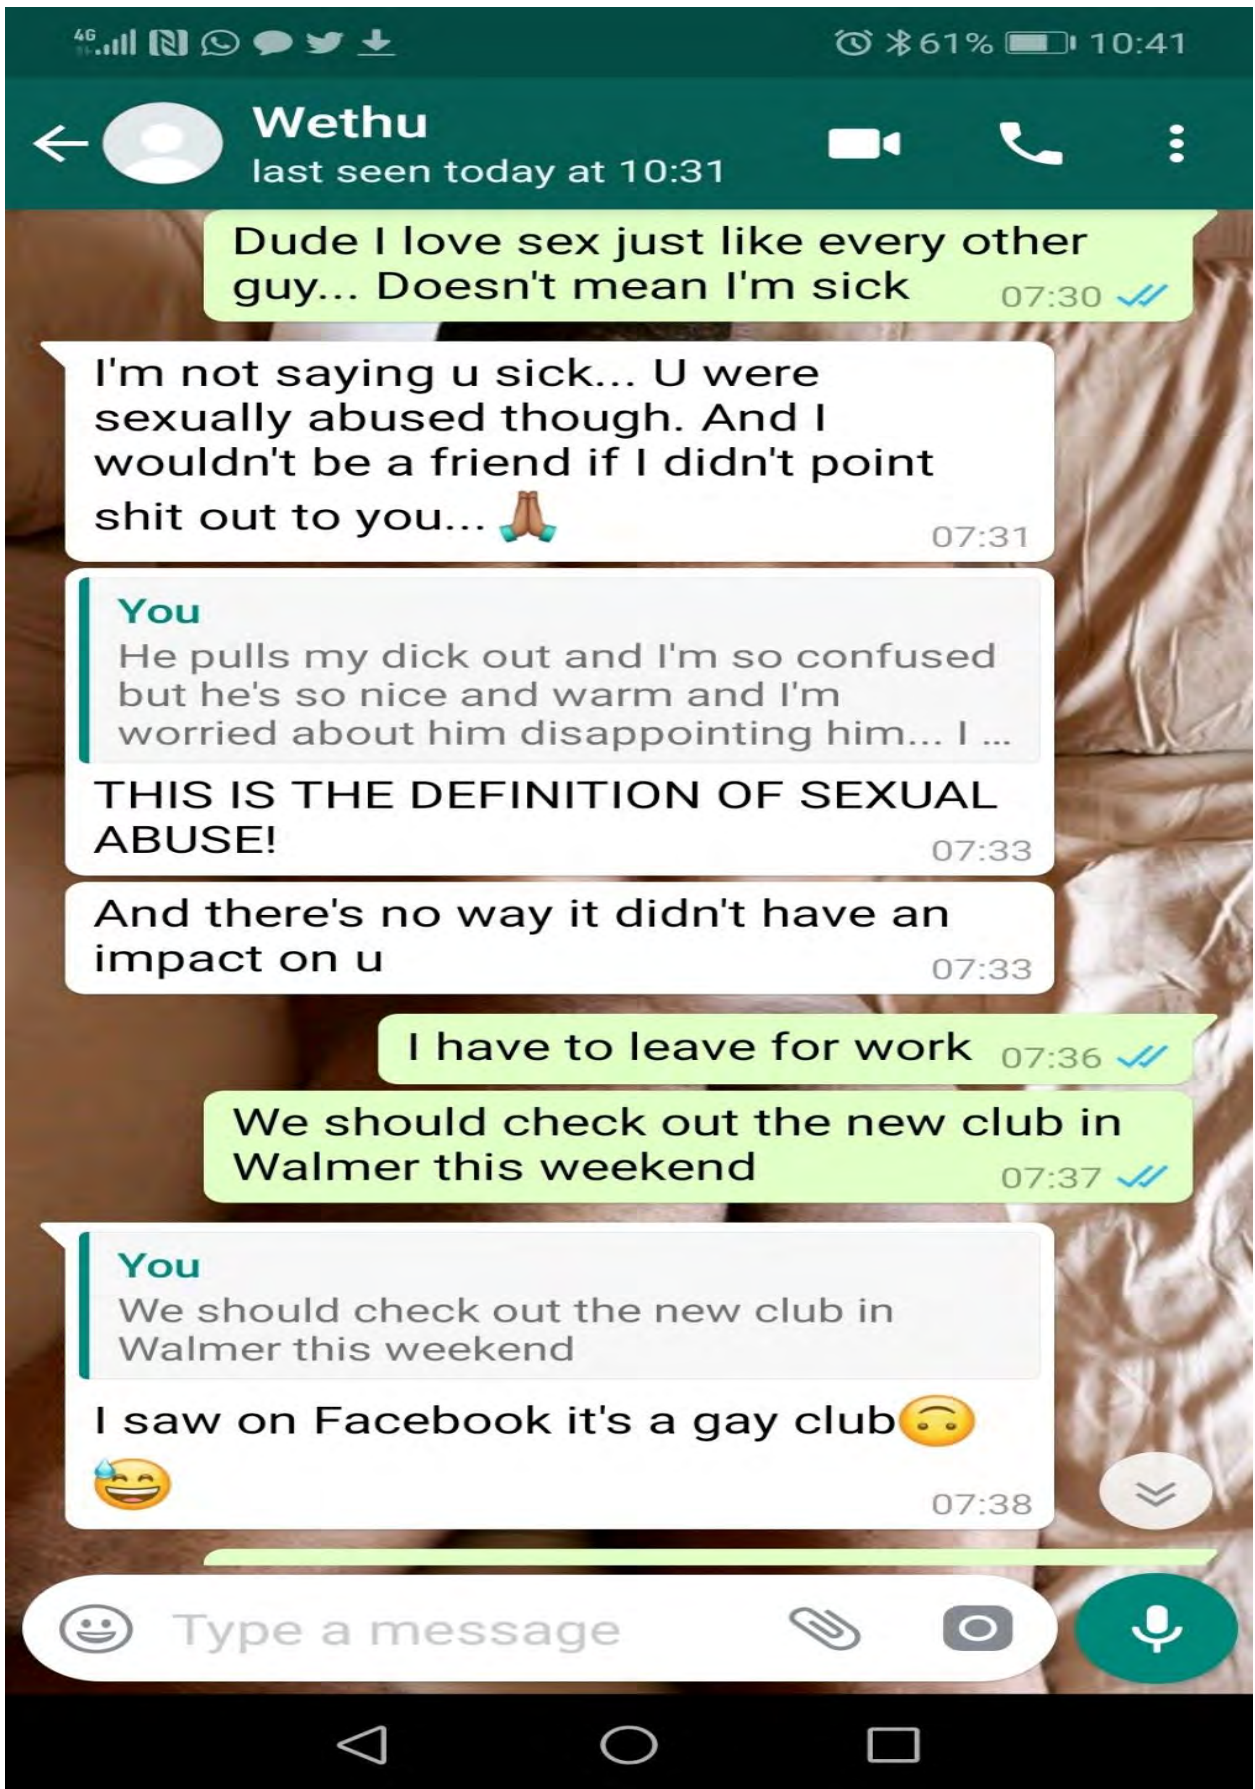 4G 61% 10:41
Wethu
last seen today at 10:31
Dude I love sex just like every other
guy... Doesn't mean I'm sick 07:30
I'm not saying u sick... U were
sexually abused though. And I
wouldn't be a friend if I didn't point
shit out to you... 🙏🏾 07:31
You
He pulls my dick out and I'm so confused
but he's so nice and warm and I'm
worried about him disappointing him... I ...
THIS IS THE DEFINITION OF SEXUAL
ABUSE! 07:33
And there's no way it didn't have an
impact on u 07:33
I have to leave for work 07:36
We should check out the new club in
Walmer this weekend 07:37
You
We should check out the new club in
Walmer this weekend
I saw on Facebook it's a gay club🙃
😅 07:38
Type a message